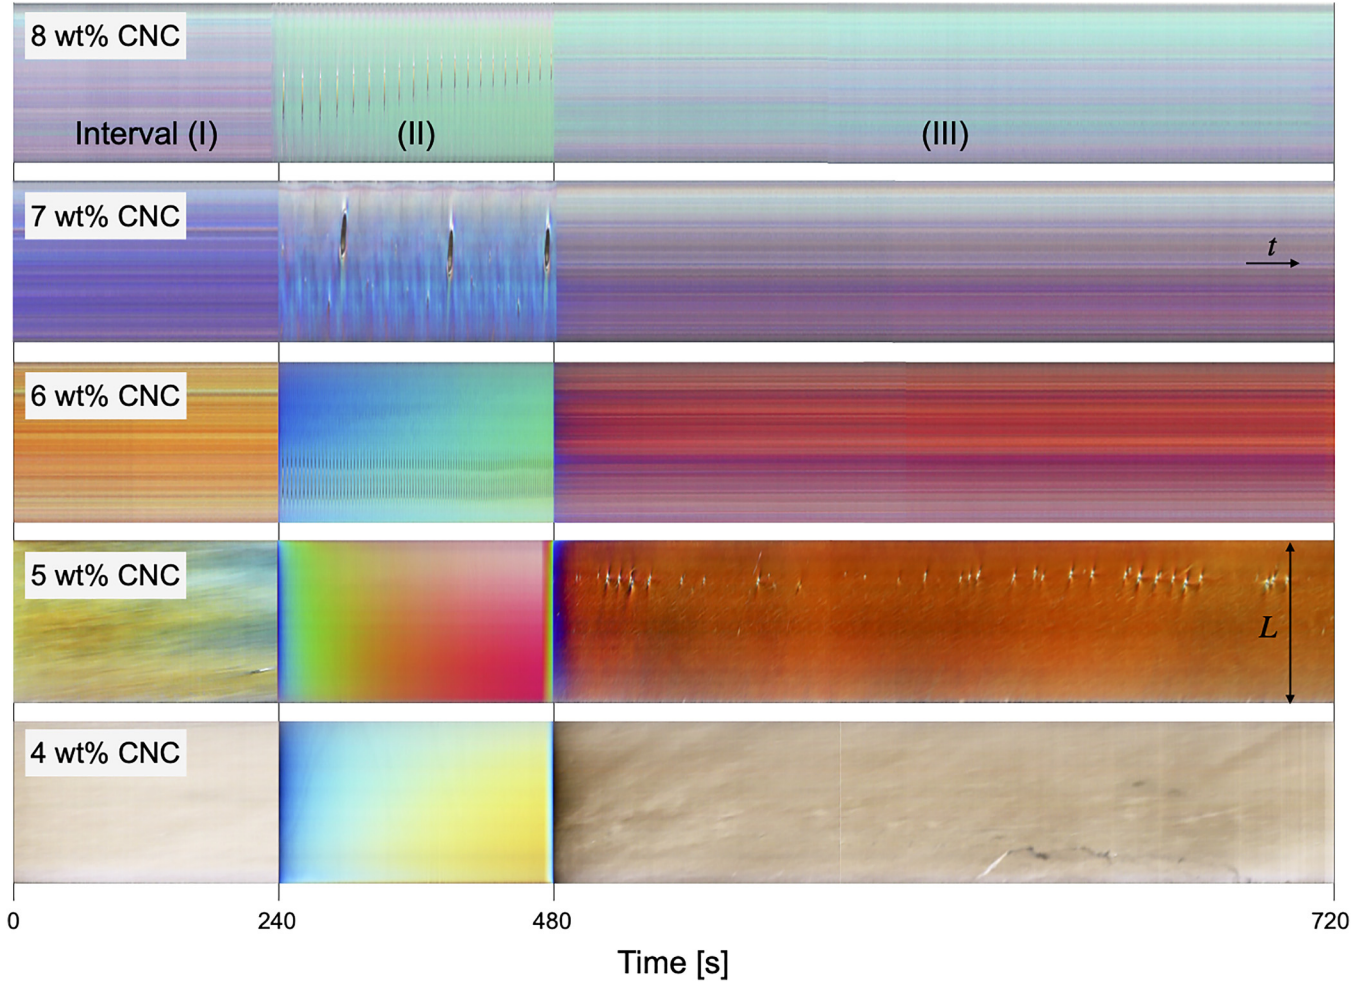 8 wt% CNC
Interval (I) (II) (III)
7 wt% CNC
t
6 wt% CNC
5 wt% CNC
L
4 wt% CNC
0 240 480 720
Time [s]